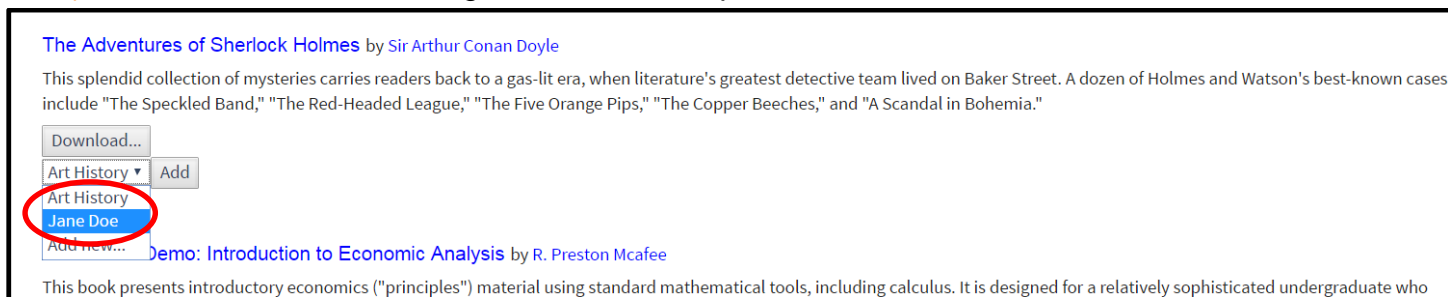 The Adventures of Sherlock Holmes by Sir Arthur Conan Doyle
This splendid collection of mysteries carries readers back to a gas-lit era, when literature's greatest detective team lived on Baker Street. A dozen of Holmes and Watson's best-known cases
include "The Speckled Band," "The Red-Headed League," "The Five Orange Pips," "The Copper Beeches," and "A Scandal in Bohemia."
Download...
Art History Add
Art History
Jane Doe
Add new...
Demo: Introduction to Economic Analysis by R. Preston Mcafee
This book presents introductory economics ("principles") material using standard mathematical tools, including calculus. It is designed for a relatively sophisticated undergraduate who